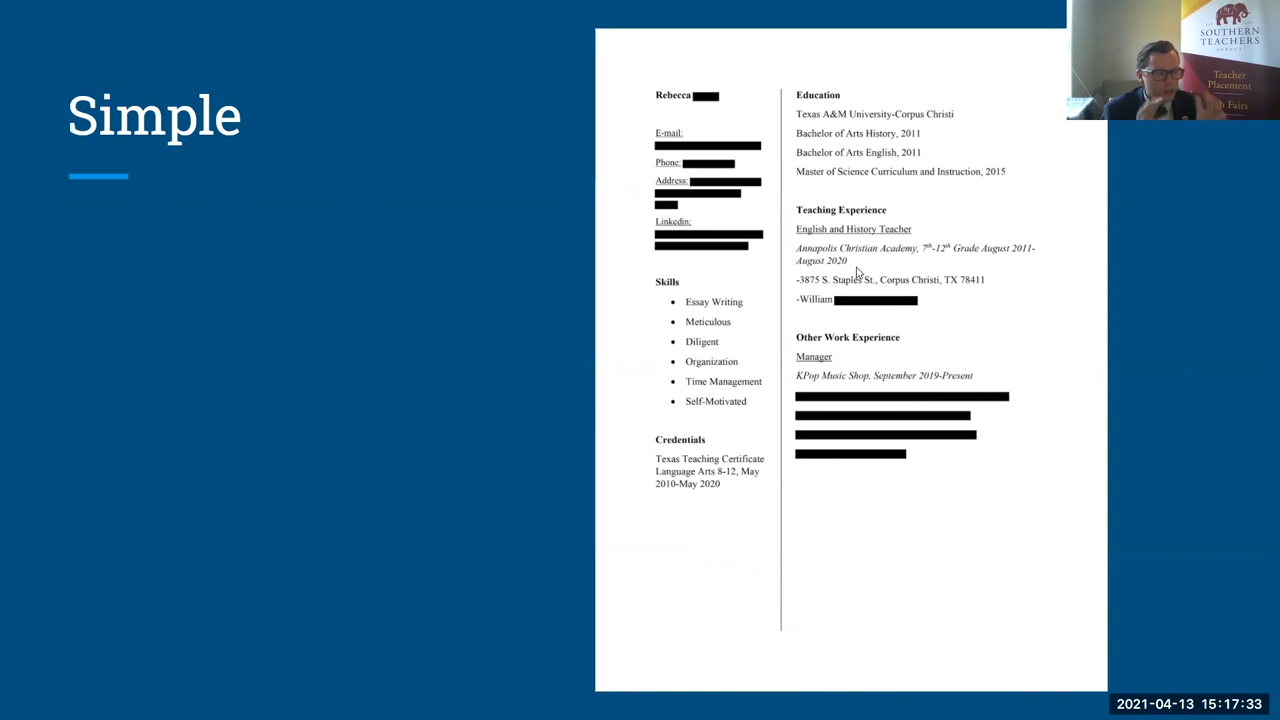 Simple
Rebecca
E-mail:
Phone:
Address:
Linkedin:
Skills
• Essay Writing
• Meticulous
• Diligent
• Organization
• Time Management
• Self-Motivated
Credentials
Texas Teaching Certificate
Language Arts 8-12, May
2010-May 2020
Education
Texas A&M University-Corpus Christi
Bachelor of Arts History, 2011
Bachelor of Arts English, 2011
Master of Science Curriculum and Instruction, 2015
Teaching Experience
English and History Teacher
Annapolis Christian Academy, 7th-12th Grade August 2011-
August 2020
-3875 S. Staples St., Corpus Christi, TX 78411
-William
Other Work Experience
Manager
KPop Music Shop, September 2019-Present
SOUTHERN
TEACHERS
Teacher
Placement
Fairs
2021-04-13 15:17:33